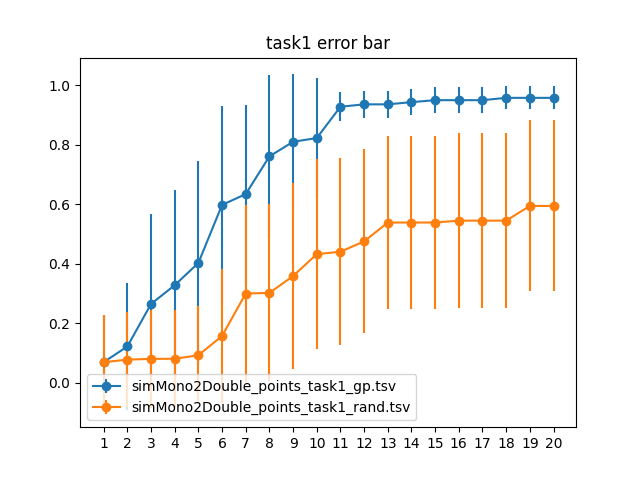 task1 error bar
1.0
0.8
0.6
0.4
0.2
0.0
simMono2Double_points_task1_gp.tsv
simMono2Double_points_task1_rand.tsv
1 2 3 4 5 6 7 8 9 10 11 12 13 14 15 16 17 18 19 20